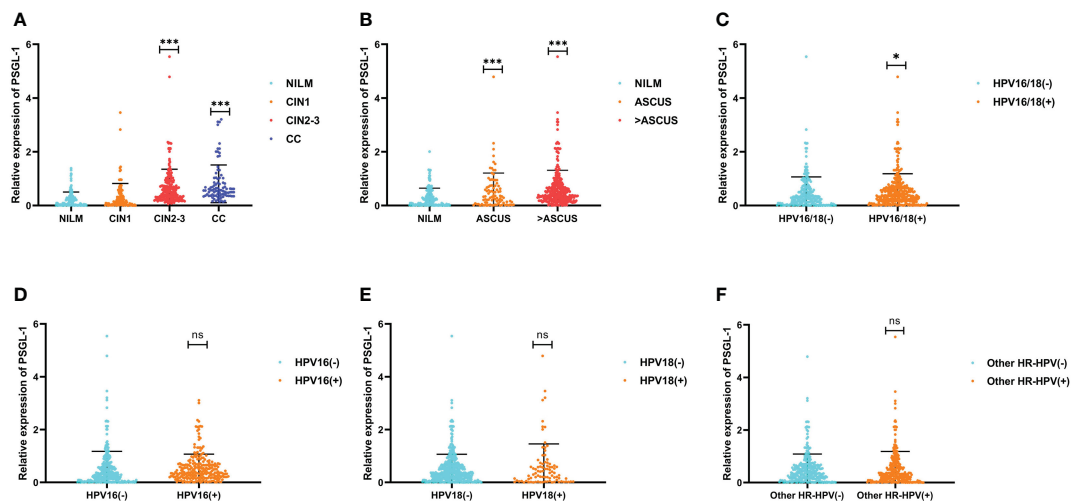 A
Relative expression of PSGL-1
6
4
2
0
***
***
NILM
CIN1
CIN2-3
CC
NILM
CIN1
CIN2-3
CC
B
Relative expression of PSGL-1
6
4
2
0
***
***
NILM
ASCUS
>ASCUS
NILM
ASCUS
>ASCUS
C
Relative expression of PSGL-1
6
4
2
0
*
HPV16/18(-)
HPV16/18(+)
HPV16/18(-)
HPV16/18(+)
D
Relative expression of PSGL-1
6
4
2
0
ns
HPV16(-)
HPV16(+)
HPV16(-)
HPV16(+)
E
Relative expression of PSGL-1
6
4
2
0
ns
HPV18(-)
HPV18(+)
HPV18(-)
HPV18(+)
F
Relative expression of PSGL-1
6
4
2
0
ns
Other HR-HPV(-)
Other HR-HPV(+)
Other HR-HPV(-)
Other HR-HPV(+)